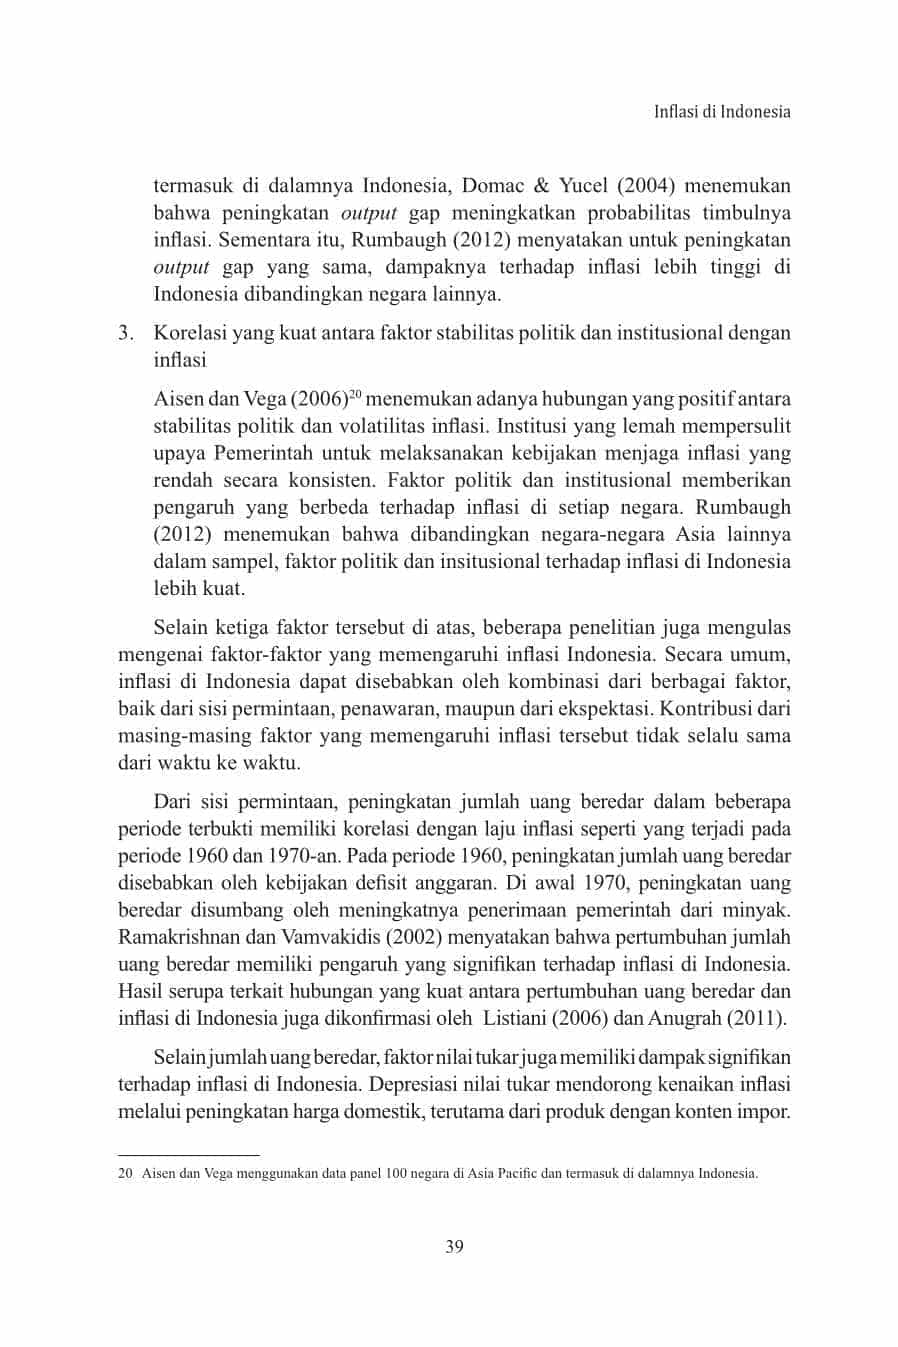 Inflasi di Indonesia
termasuk di dalamnya Indonesia, Domac & Yucel (2004) menemukan
bahwa peningkatan output gap meningkatkan probabilitas timbulnya
inflasi. Sementara itu, Rumbaugh (2012) menyatakan untuk peningkatan
output gap yang sama, dampaknya terhadap inflasi lebih tinggi di
Indonesia dibandingkan negara lainnya.
3. Korelasi yang kuat antara faktor stabilitas politik dan institusional dengan
inflasi
Aisen dan Vega (2006)20 menemukan adanya hubungan yang positif antara
stabilitas politik dan volatilitas inflasi. Institusi yang lemah mempersulit
upaya Pemerintah untuk melaksanakan kebijakan menjaga inflasi yang
rendah secara konsisten. Faktor politik dan institusional memberikan
pengaruh yang berbeda terhadap inflasi di setiap negara. Rumbaugh
(2012) menemukan bahwa dibandingkan negara-negara Asia lainnya
dalam sampel, faktor politik dan insitusional terhadap inflasi di Indonesia
lebih kuat.
Selain ketiga faktor tersebut di atas, beberapa penelitian juga mengulas
mengenai faktor-faktor yang memengaruhi inflasi Indonesia. Secara umum,
inflasi di Indonesia dapat disebabkan oleh kombinasi dari berbagai faktor,
baik dari sisi permintaan, penawaran, maupun dari ekspektasi. Kontribusi dari
masing-masing faktor yang memengaruhi inflasi tersebut tidak selalu sama
dari waktu ke waktu.
Dari sisi permintaan, peningkatan jumlah uang beredar dalam beberapa
periode terbukti memiliki korelasi dengan laju inflasi seperti yang terjadi pada
periode 1960 dan 1970-an. Pada periode 1960, peningkatan jumlah uang beredar
disebabkan oleh kebijakan defisit anggaran. Di awal 1970, peningkatan uang
beredar disumbang oleh meningkatnya penerimaan pemerintah dari minyak.
Ramakrishnan dan Vamvakidis (2002) menyatakan bahwa pertumbuhan jumlah
uang beredar memiliki pengaruh yang signifikan terhadap inflasi di Indonesia.
Hasil serupa terkait hubungan yang kuat antara pertumbuhan uang beredar dan
inflasi di Indonesia juga dikonfirmasi oleh Listiani (2006) dan Anugrah (2011).
Selain jumlah uang beredar, faktor nilai tukar juga memiliki dampak signifikan
terhadap inflasi di Indonesia. Depresiasi nilai tukar mendorong kenaikan inflasi
melalui peningkatan harga domestik, terutama dari produk dengan konten impor.
20 Aisen dan Vega menggunakan data panel 100 negara di Asia Pacific dan termasuk di dalamnya Indonesia.
39